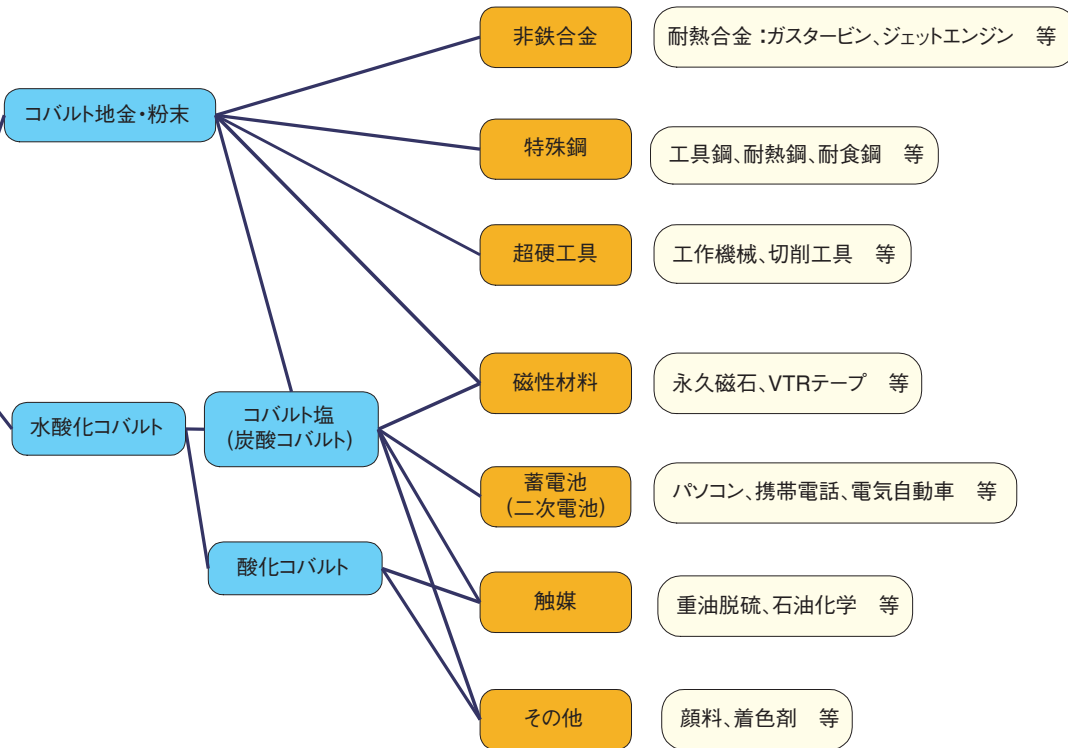 非鉄合金
耐熱合金：ガスタービン、ジェットエンジン　等
コバルト地金・粉末
特殊鋼
工具鋼、耐熱鋼、耐食鋼　等
超硬工具
工作機械、切削工具　等
磁性材料
永久磁石、VTRテープ　等
水酸化コバルト
コバルト塩
(炭酸コバルト)
蓄電池
(二次電池)
パソコン、携帯電話、電気自動車　等
酸化コバルト
触媒
重油脱硫、石油化学　等
その他
顔料、着色剤　等